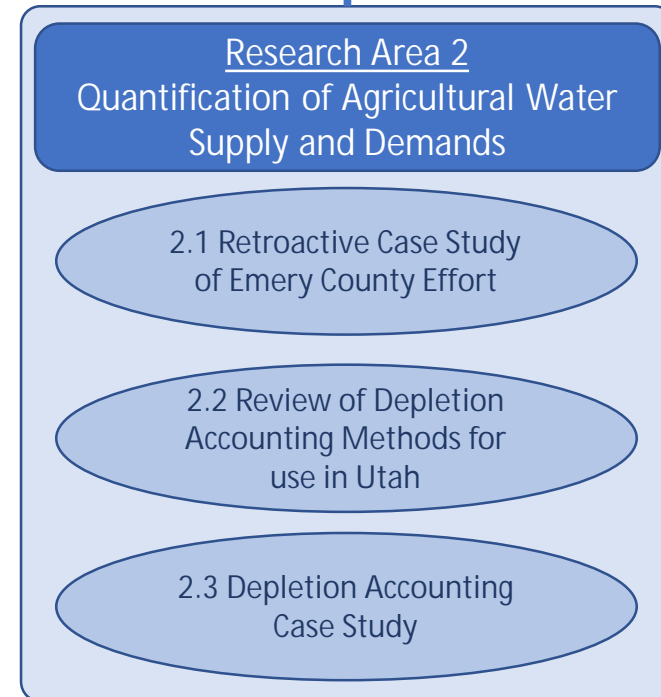 Research Area 2
Quantification of Agricultural Water
Supply and Demands
2.1 Retroactive Case Study
of Emery County Effort
2.2 Review of Depletion
Accounting Methods for
use in Utah
2.3 Depletion Accounting
Case Study